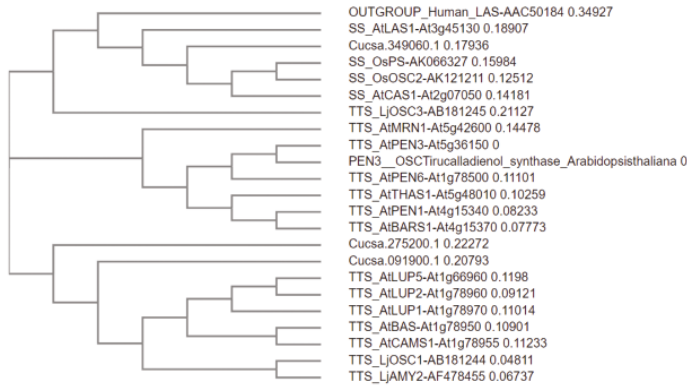 OUTGROUP_Human_LAS-AAC50184 0.34927
SS_AtLAS1-At3g45130 0.18907
Cucsa.349060.1 0.17936
SS_OsPS-AK066327 0.15984
SS_OsOSC2-AK121211 0.12512
SS_AtCAS1-At2g07050 0.14181
TTS_LjOSC3-AB181245 0.21127
TTS_AtMRN1-At5g42600 0.14478
TTS_AtPEN3-At5g36150 0
PEN3__OSCTirucalladienol_synthase_Arabidopsisthaliana 0
TTS_AtPEN6-At1g78500 0.11101
TTS_AtTHAS1-At5g48010 0.10259
TTS_AtPEN1-At4g15340 0.08233
TTS_AtBARS1-At4g15370 0.07773
Cucsa.275200.1 0.22272
Cucsa.091900.1 0.20793
TTS_AtLUP5-At1g66960 0.1198
TTS_AtLUP2-At1g78960 0.09121
TTS_AtLUP1-At1g78970 0.11014
TTS_AtBAS-At1g78950 0.10901
TTS_AtCAMS1-At1g78955 0.11233
TTS_LjOSC1-AB181244 0.04811
TTS_LjAMY2-AF478455 0.06737